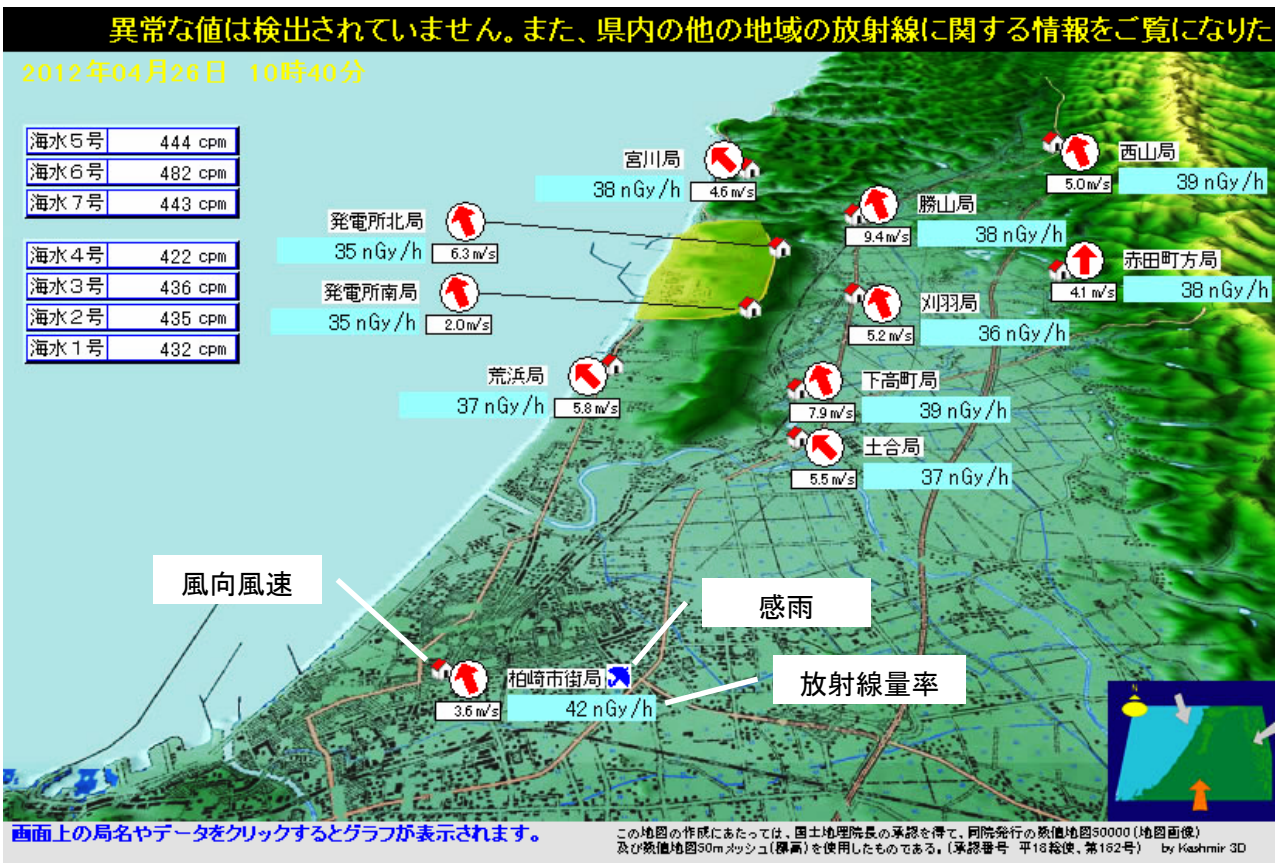 異常な値は検出されていません。また、県内の他の地域の放射線に関する情報をご覧になりた
2012年04月26日 10時40分
海水5号 444 cpm
海水6号 482 cpm
海水7号 443 cpm
海水4号 422 cpm
海水3号 436 cpm
海水2号 435 cpm
海水1号 432 cpm
宮川局
38 nGy/h 4.6 m/s
西山局
5.0 m/s 39 nGy/h
発電所北局
35 nGy/h 6.3 m/s
勝山局
9.4 m/s 38 nGy/h
赤田町方局
4.1 m/s 38 nGy/h
発電所南局
35 nGy/h 2.0 m/s
刈羽局
5.2 m/s 36 nGy/h
荒浜局
37 nGy/h 5.8 m/s
下高町局
7.9 m/s 39 nGy/h
土合局
5.5 m/s 37 nGy/h
風向風速
感雨
柏崎市街局
3.6 m/s 42 nGy/h
放射線量率
N
画面上の局名やデータをクリックするとグラフが表示されます。
この地図の作成にあたっては、国土地理院長の承認を得て、同院発行の数値地図50000(地図画像)
及び数値地図50mメッシュ(標高)を使用したものである。(承認番号 平18総使、第162号) by Kashmir 3D